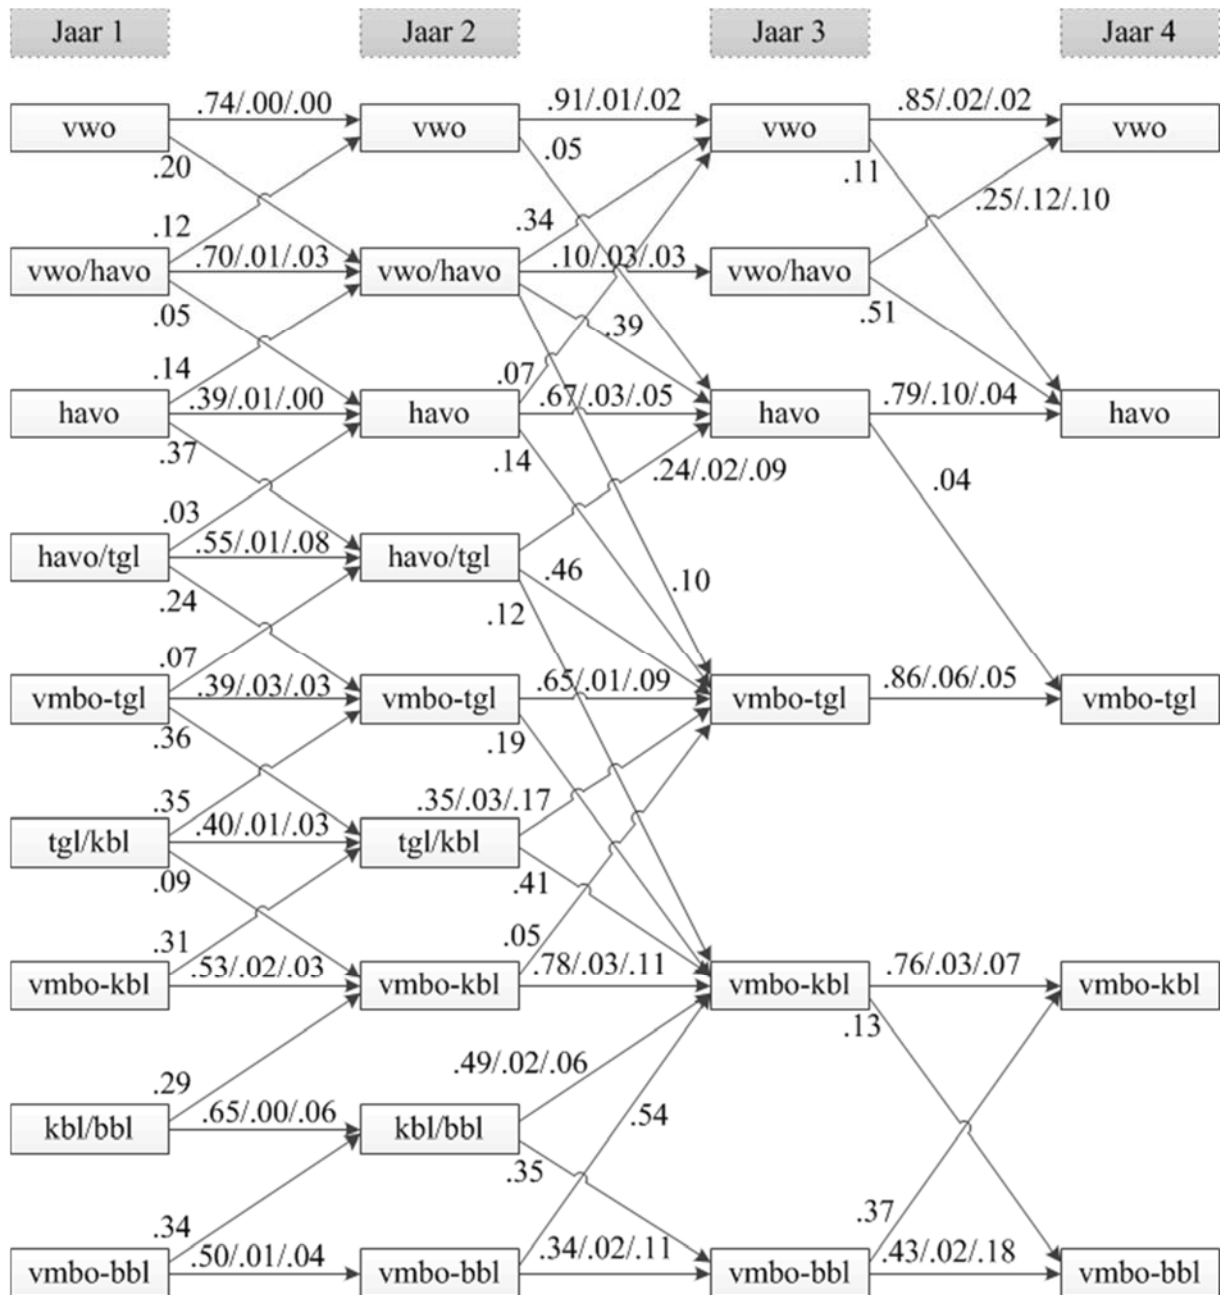 Jaar 1 Jaar 2 Jaar 3 Jaar 4
.74/.00/.00 .91/.01/.02 .85/.02/.02
vwo vwo vwo vwo
.20 .05 .11
.12 .34 .25/.12/.10
.70/.01/.03 .10/.03/.03
vwo/havo vwo/havo vwo/havo
.05 .39 .51
.14 .07
.39/.01/.00 .67/.03/.05 .79/.10/.04
havo havo havo havo
.37 .14 .24/.02/.09 .04
.03
.55/.01/.08
havo/tgl havo/tgl .46
.24 .12 .10
.07
.39/.03/.03 .65/.01/.09 .86/.06/.05
vmbo-tgl vmbo-tgl vmbo-tgl vmbo-tgl
.36 .19
.35 .35/.03/.17
.40/.01/.03
tgl/kbl tgl/kbl
.09 .41
.31 .05
.53/.02/.03 .78/.03/.11 .76/.03/.07
vmbo-kbl vmbo-kbl vmbo-kbl vmbo-kbl
.13
.29 .49/.02/.06
.65/.00/.06 .54
kbl/bbl kbl/bbl
.35
.34 .37
.50/.01/.04 .34/.02/.11 .43/.02/.18
vmbo-bbl vmbo-bbl vmbo-bbl vmbo-bbl